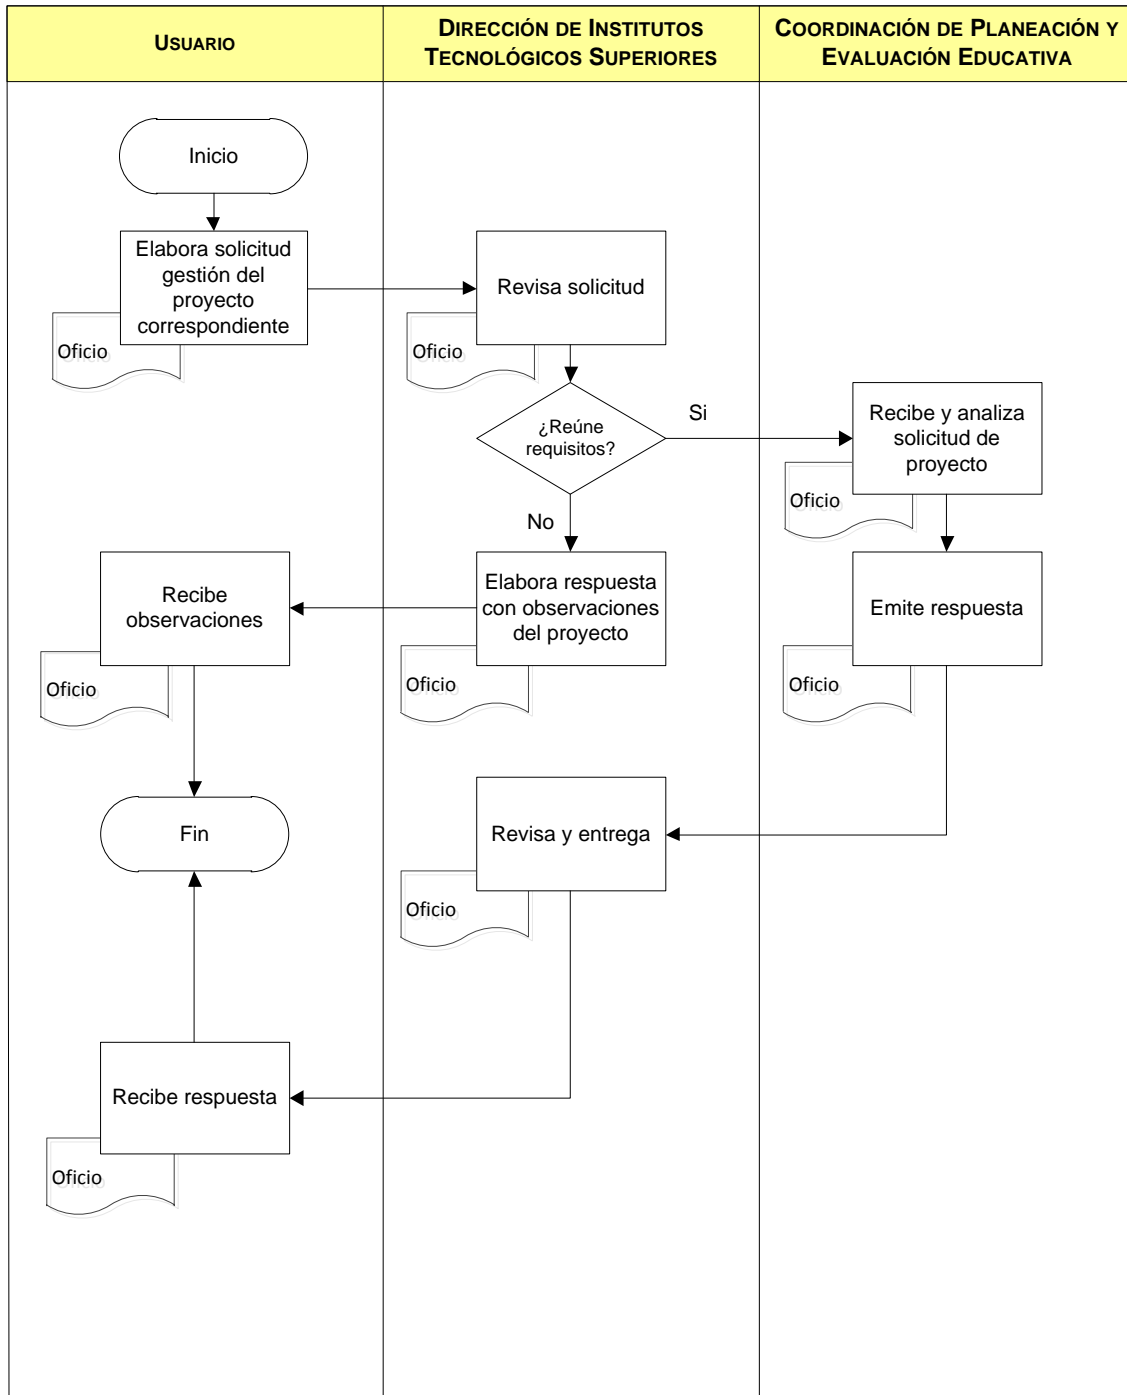 USUARIO
DIRECCIÓN DE INSTITUTOS
TECNOLÓGICOS SUPERIORES
COORDINACIÓN DE PLANEACIÓN Y
EVALUACIÓN EDUCATIVA
Inicio
Elabora solicitud
gestión del
proyecto
correspondiente
Oficio
Revisa solicitud
Oficio
¿Reúne
requisitos?
Si
No
Recibe y analiza
solicitud de
proyecto
Oficio
Recibe
observaciones
Oficio
Elabora respuesta
con observaciones
del proyecto
Oficio
Emite respuesta
Oficio
Fin
Revisa y entrega
Oficio
Recibe respuesta
Oficio